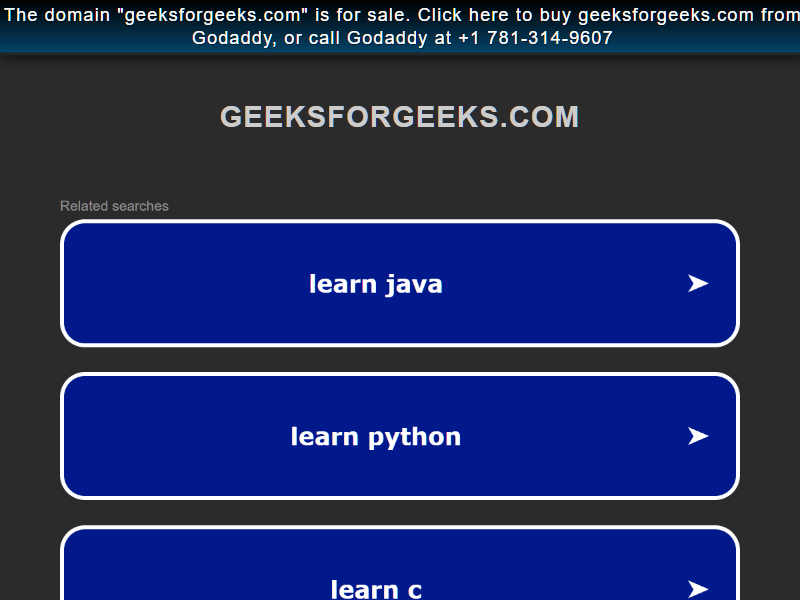 The domain "geeksforgeeks.com" is for sale. Click here to buy geeksforgeeks.com from
Godaddy, or call Godaddy at +1 781-314-9607
GEEKSFORGEEKS.COM
Related searches
learn java
learn python
learn c